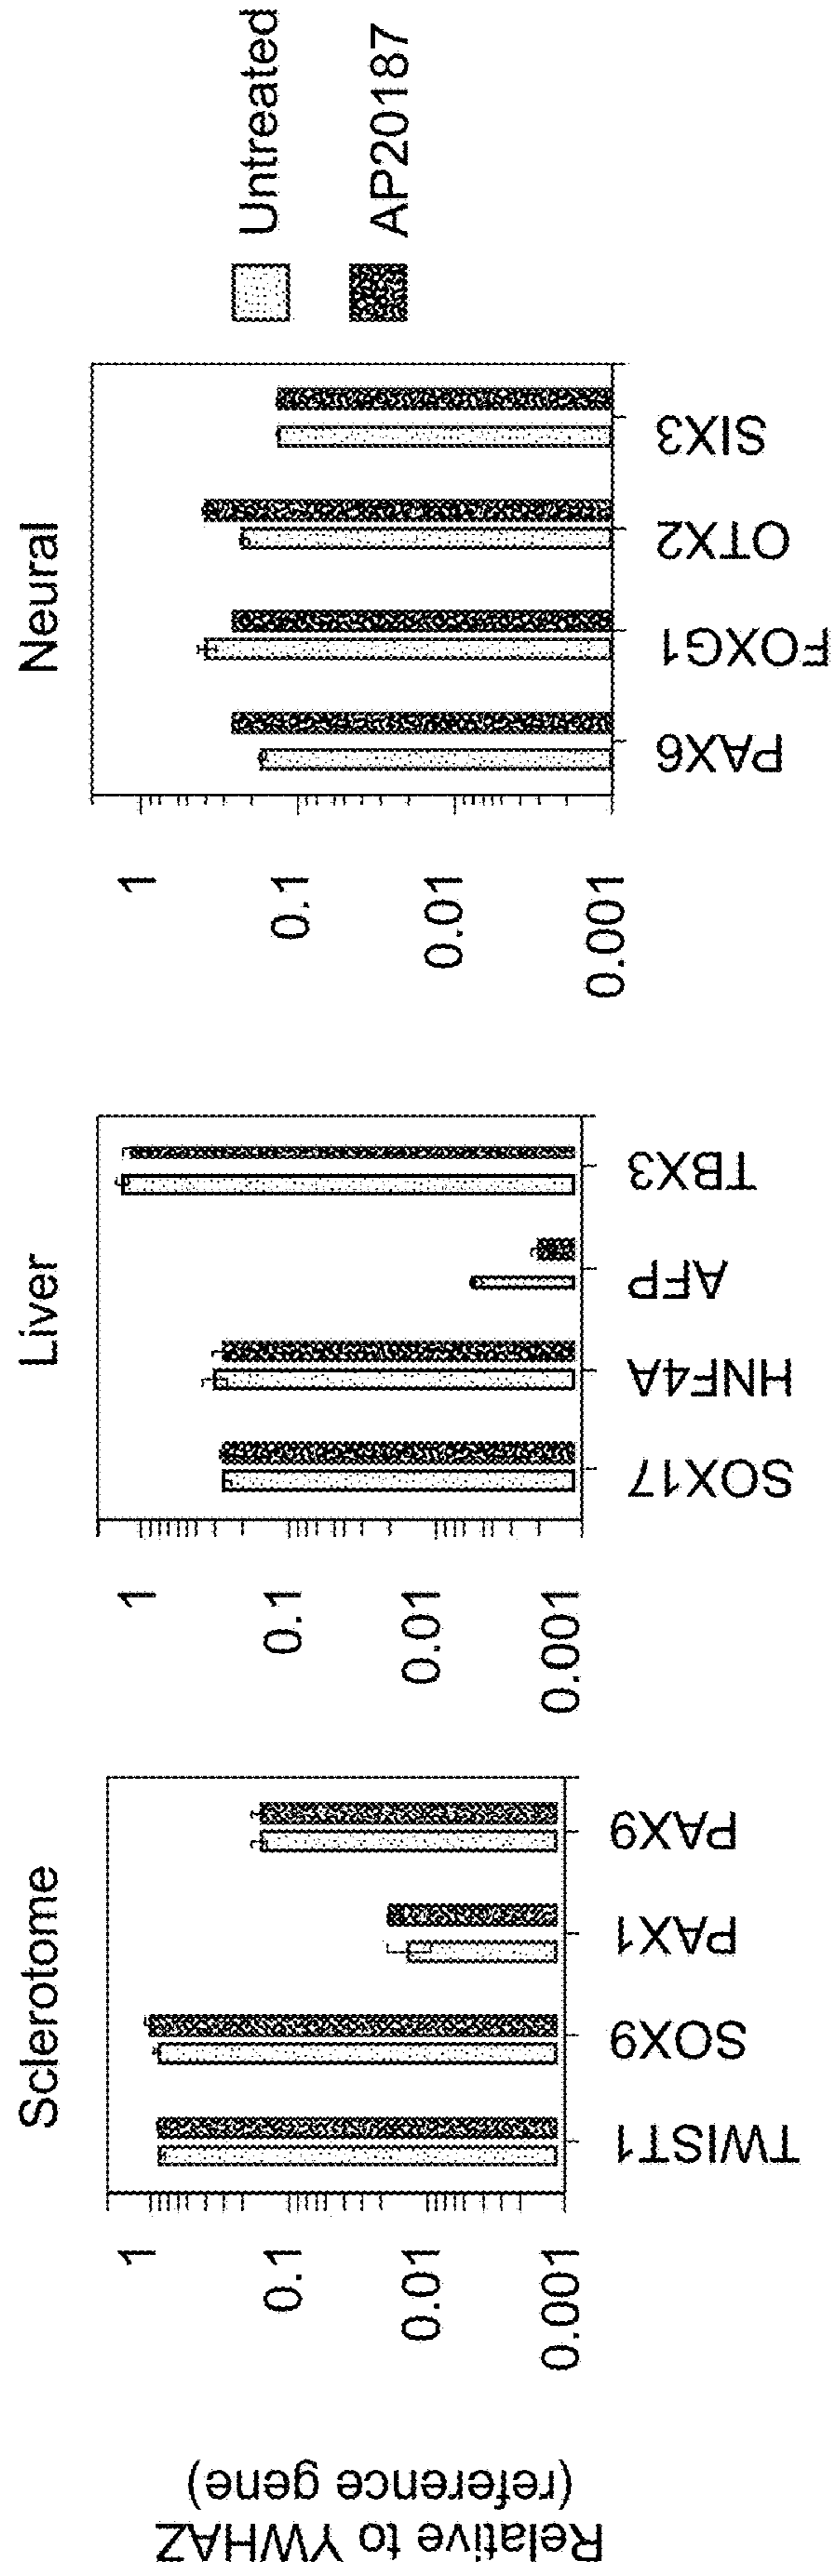 Relative to YWHAZ
(reference gene)
Sclerotome
1
0.1
0.01
0.001
TWIST1
SOX9
PAX1
PAX9
Liver
1
0.1
0.01
0.001
SOX17
HNF4A
AFP
TBX3
Neural
1
0.1
0.01
0.001
PAX6
FOXG1
OTX2
SIX3
Untreated
AP20187